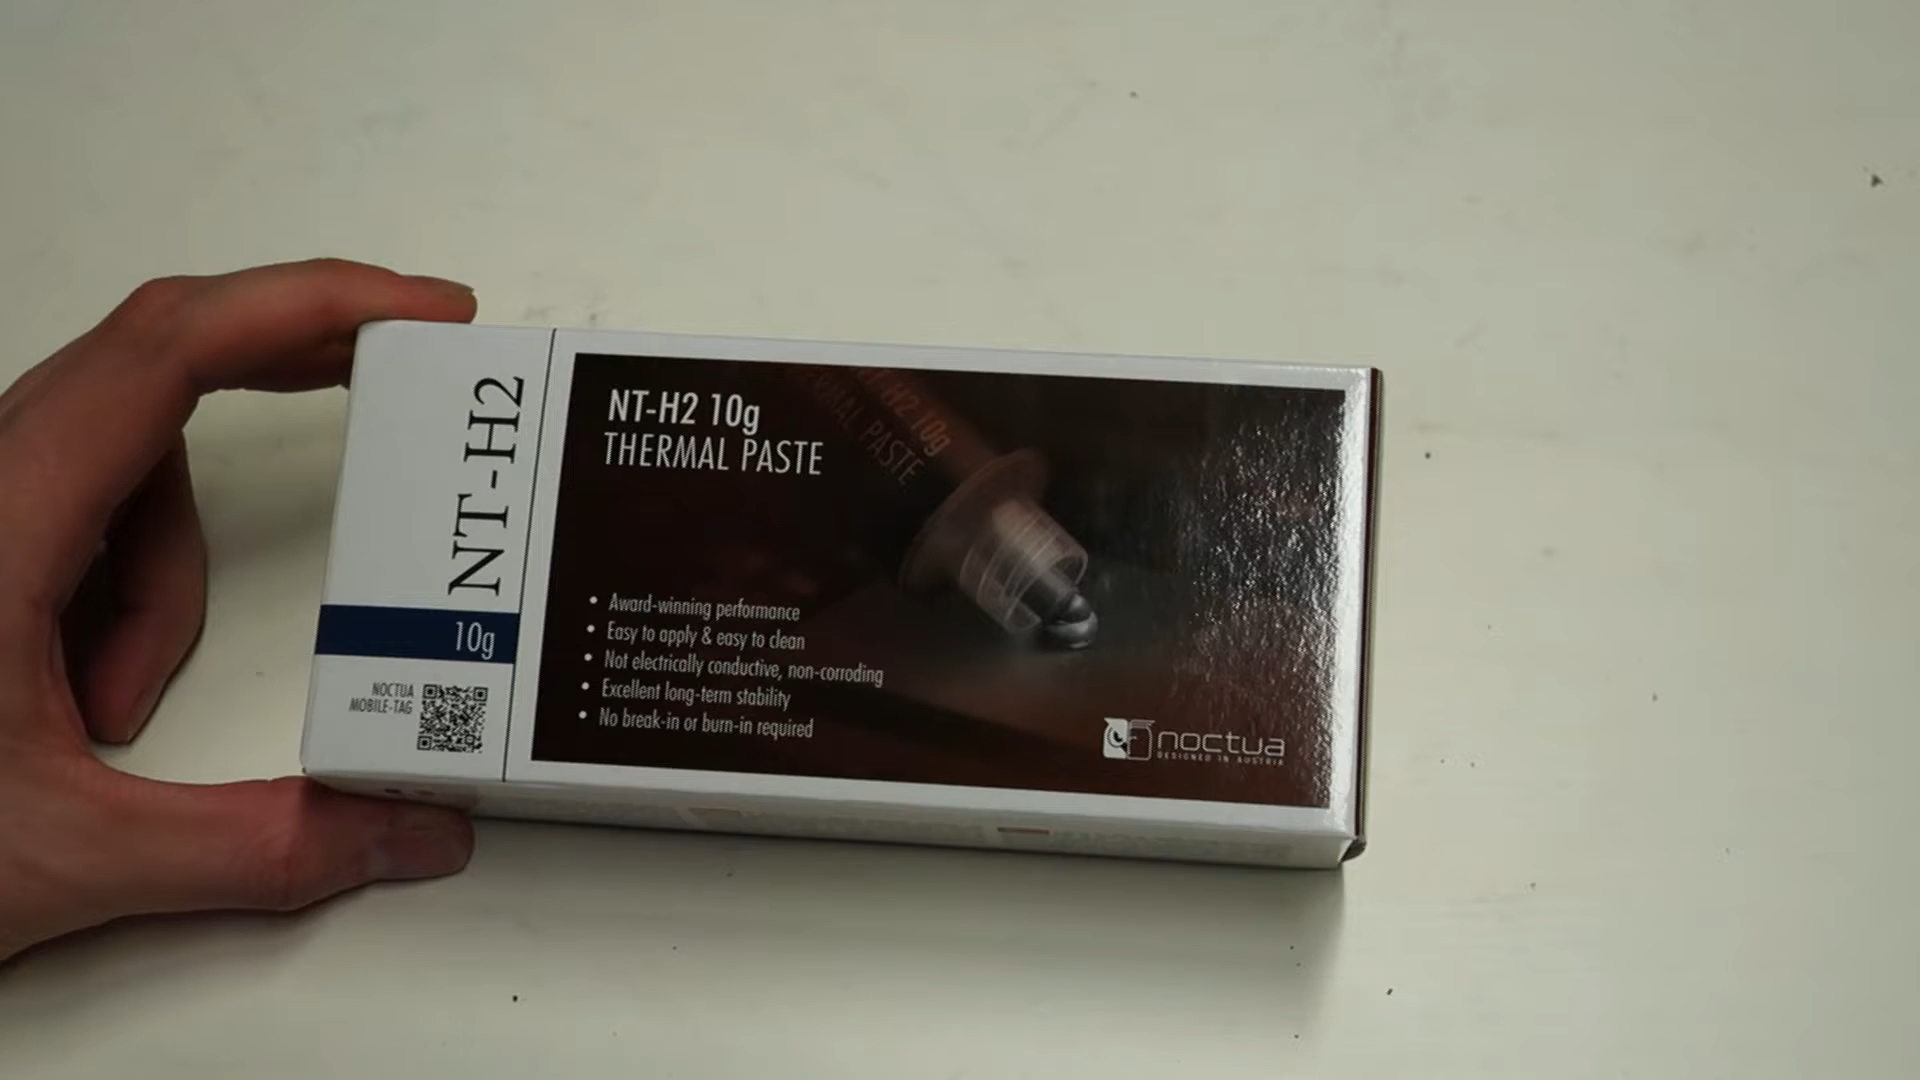 NT-H2
10g
NOCTUA
MOBILE-TAG
NT-H2 10g
THERMAL PASTE
NT-H2 10g
THERMAL PASTE
• Award-winning performance
• Easy to apply & easy to clean
• Not electrically conductive, non-corroding
• Excellent long-term stability
• No break-in or burn-in required
noctua
DESIGNED IN AUSTRIA